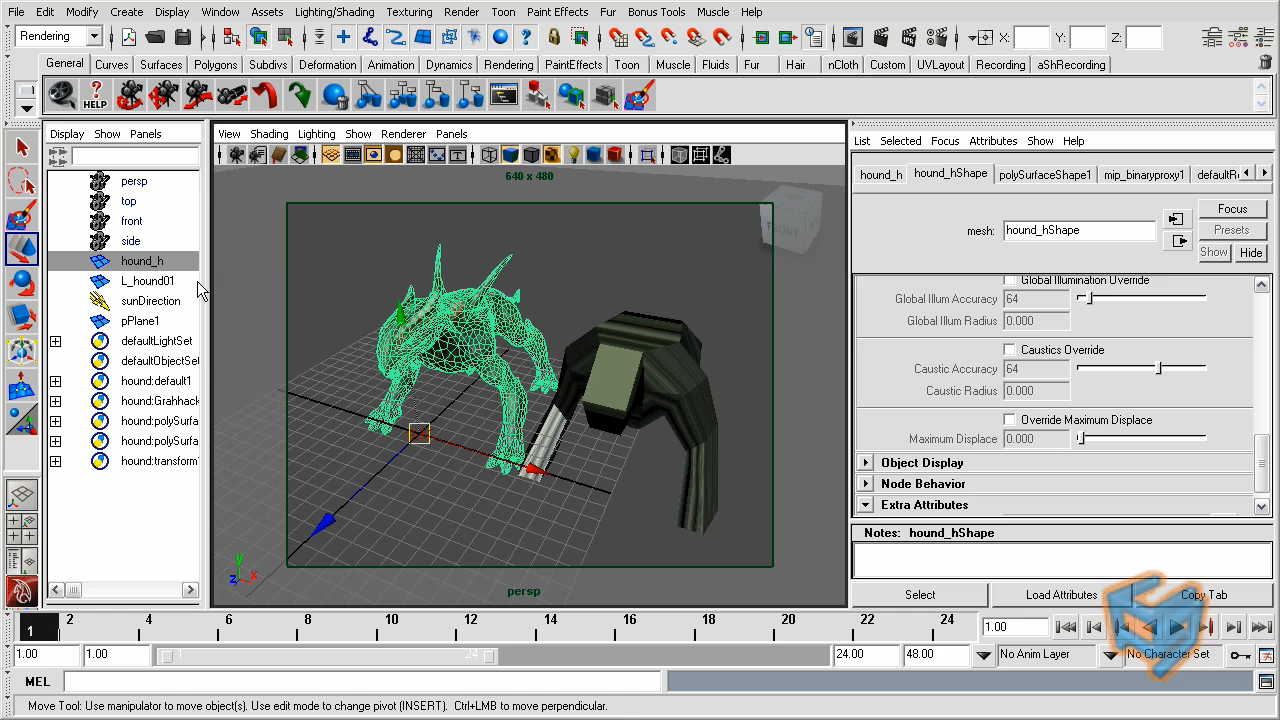 File Edit Modify Create Display Window Assets Lighting/Shading Texturing Render Toon Paint Effects Fur Bonus Tools Muscle Help
Rendering X: Y: Z:
General Curves Surfaces Polygons Subdivs Deformation Animation Dynamics Rendering PaintEffects Toon Muscle Fluids Fur Hair nCloth Custom UVLayout Recording aShRecording
HELP
Display Show Panels
View Shading Lighting Show Renderer Panels
List Selected Focus Attributes Show Help
persp
top
front
side
hound_h
L_hound01
sunDirection
pPlane1
defaultLightSet
defaultObjectSet
hound:default1
hound:Grahhack
hound:polySurfa
hound:polySurfa
hound:transform
640 x 480
FRONT
y
z x
persp
hound_h hound_hShape polySurfaceShape1 mip_binaryproxy1 defaultRe
mesh: hound_hShape
Focus
Presets
Show Hide
Global Illumination Override
Global Illum Accuracy 64
Global Illum Radius 0.000
Caustics Override
Caustic Accuracy 64
Caustic Radius 0.000
Override Maximum Displace
Maximum Displace 0.000
Object Display
Node Behavior
Extra Attributes
Notes: hound_hShape
Select Load Attributes Copy Tab
1 2 4 6 8 10 12 14 16 18 20 22 24 1.00
1.00 1.00 24 24.00 48.00 No Anim Layer No Character Set
MEL
Move Tool: Use manipulator to move object(s). Use edit mode to change pivot (INSERT). Ctrl+LMB to move perpendicular.